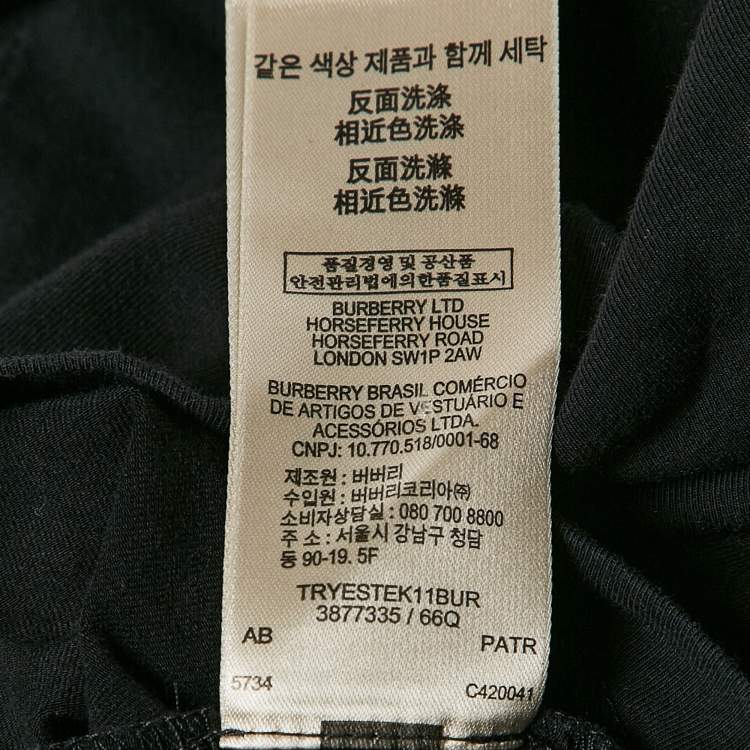 같은 색상 제품과 함께 세탁
反面洗涤
相近色洗涤
反面洗滌
相近色洗滌
품질경영 및 공산품
안전관리법에의한품질표시
BURBERRY LTD
HORSEFERRY HOUSE
HORSEFERRY ROAD
LONDON SW1P 2AW
BURBERRY BRASIL COMÉRCIO
DE ARTIGOS DE VESTUÁRIO E
ACESSÓRIOS LTDA.
CNPJ: 10.770.518/0001-68
제조원 : 버버리
수입원 : 버버리코리아㈜
소비자상담실 : 080 700 8800
주 소 : 서울시 강남구 청담
동 90-19. 5F
TRYESTEK11BUR
3877335 / 66Q
AB PATR
5734 C420041